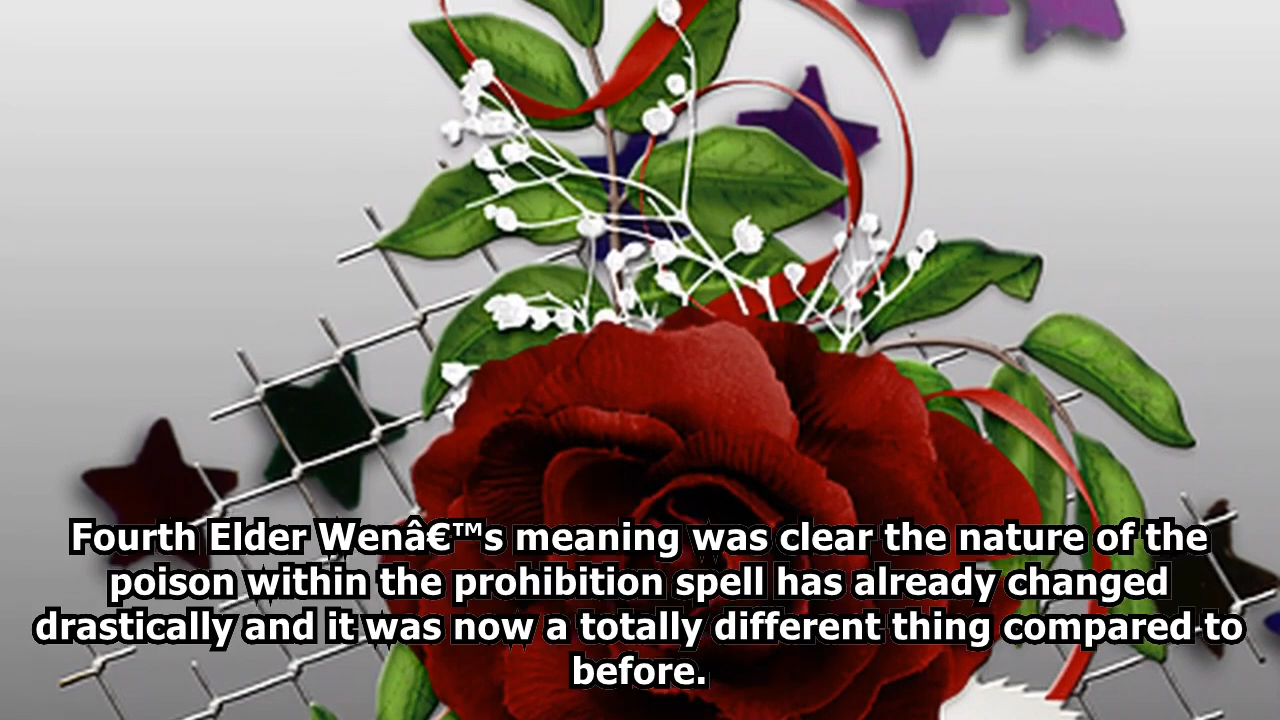 Fourth Elder Wenâ€™s meaning was clear the nature of the
poison within the prohibition spell has already changed
drastically and it was now a totally different thing compared to
before.